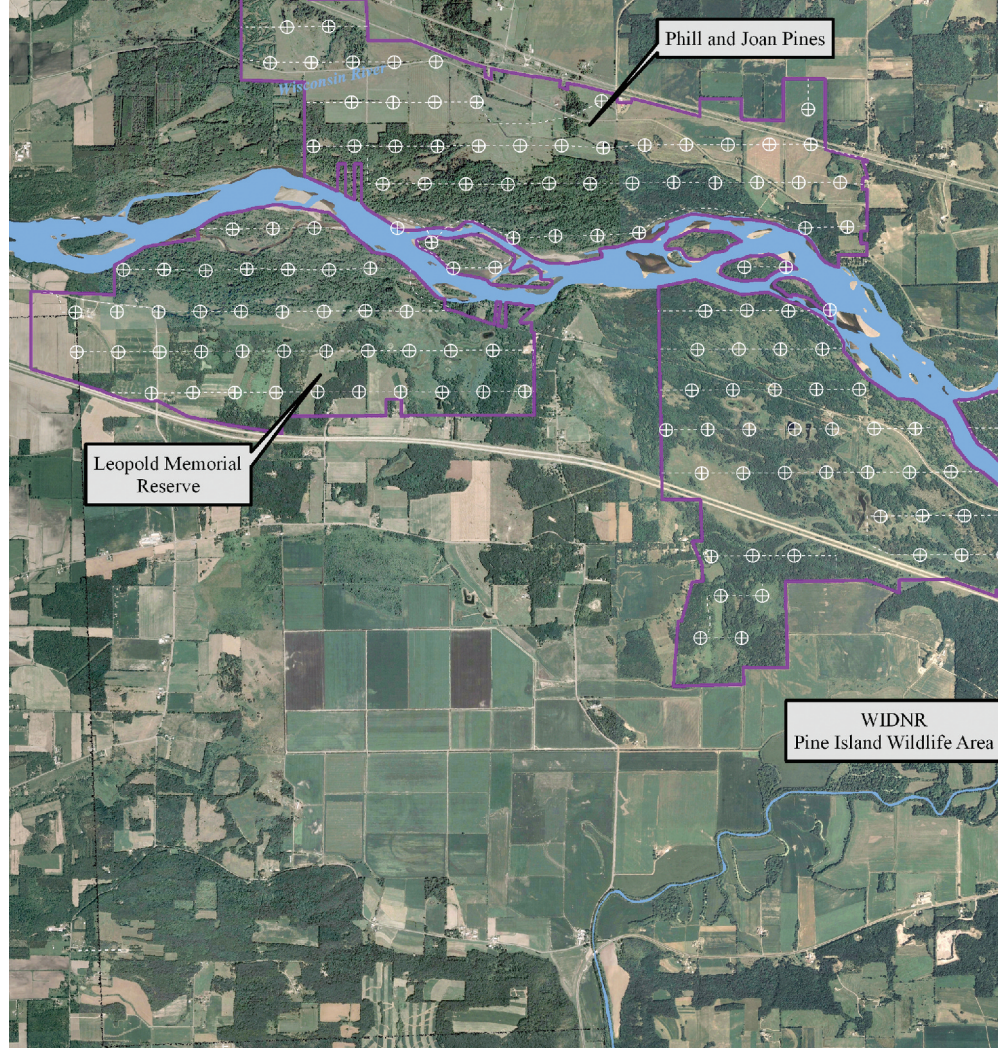 Phill and Joan Pines
Wisconsin River
Leopold Memorial
Reserve
WIDNR
Pine Island Wildlife Area